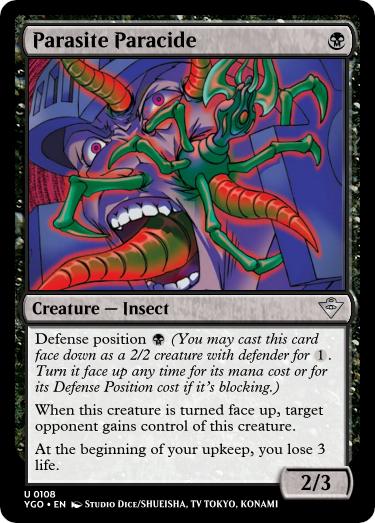 Parasite Paracide
Creature — Insect
Defense position (You may cast this card
face down as a 2/2 creature with defender for 1.
Turn it face up any time for its mana cost or for
its Defense Position cost if it's blocking.)
When this creature is turned face up, target
opponent gains control of this creature.
At the beginning of your upkeep, you lose 3
life.
2/3
U 0108
YGO • EN Studio Dice/SHUEISHA, TV TOKYO, KONAMI